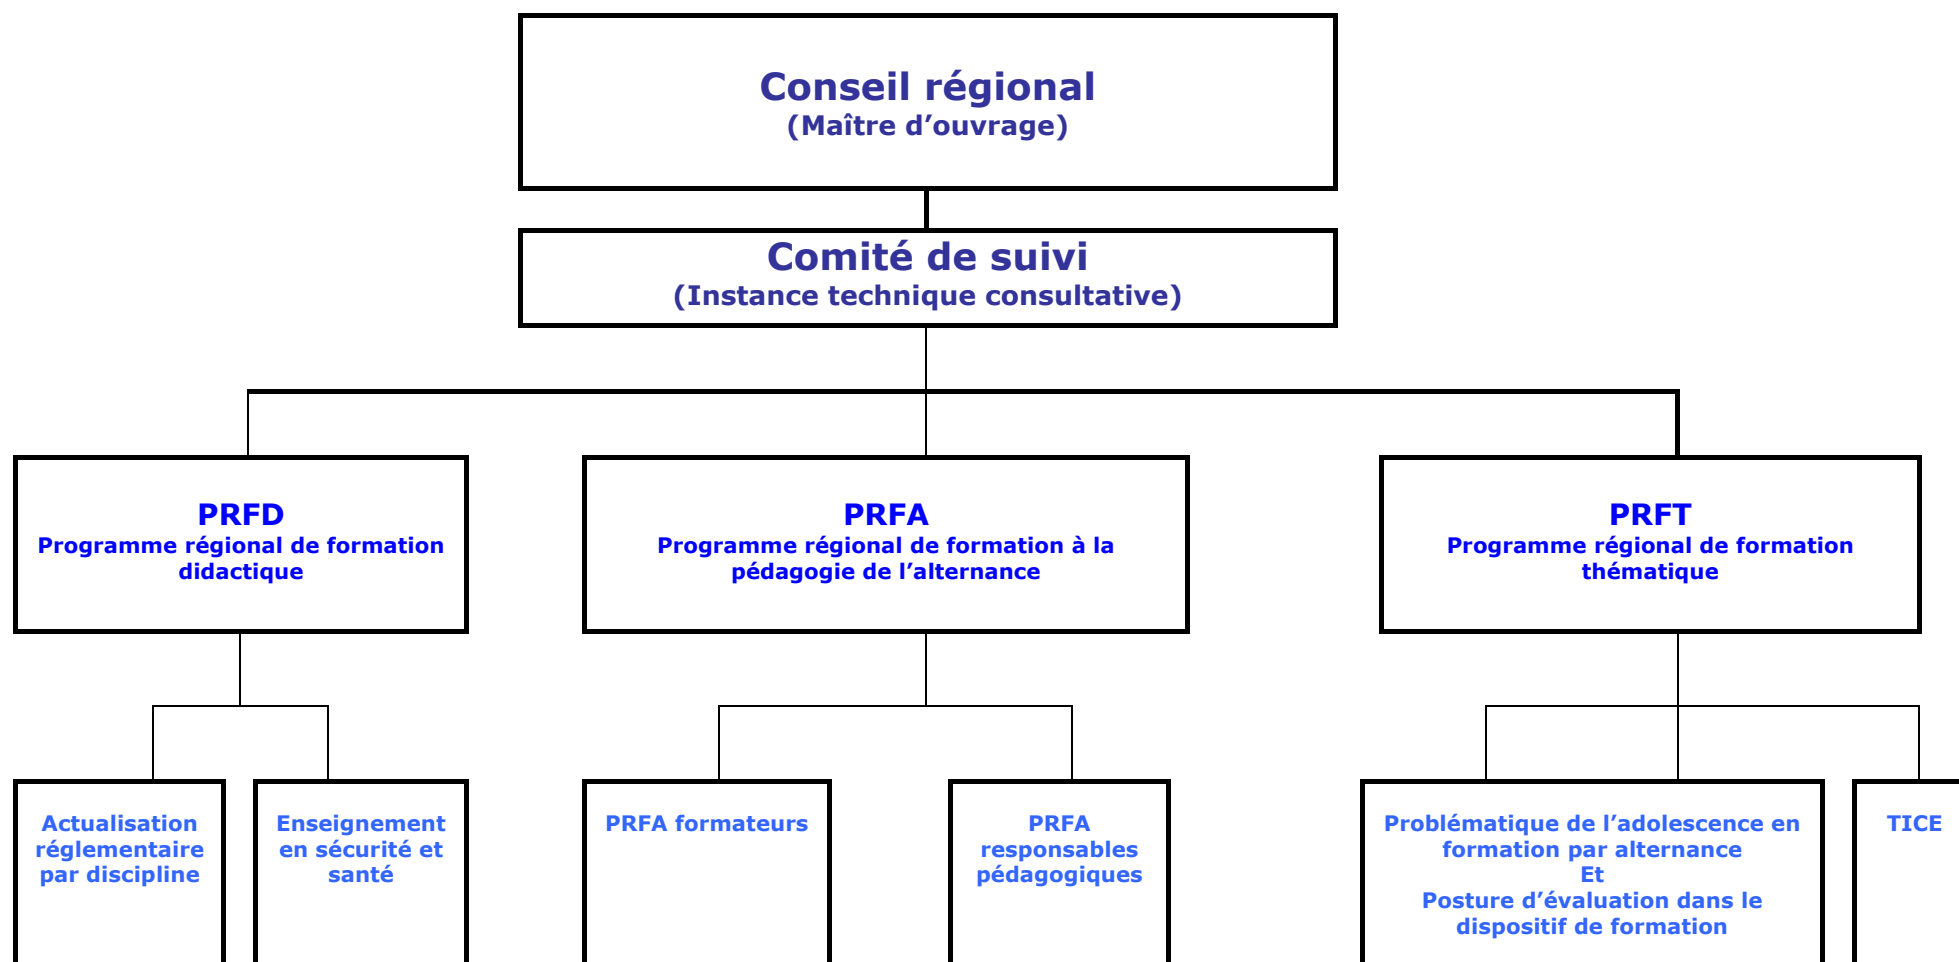 Conseil régional
(Maître d’ouvrage)
Comité de suivi
(Instance technique consultative)
PRFD
Programme régional de formation
didactique
PRFA
Programme régional de formation à la
pédagogie de l’alternance
PRFT
Programme régional de formation
thématique
Actualisation
réglementaire
par discipline
Enseignement
en sécurité et
santé
PRFA formateurs
PRFA
responsables
pédagogiques
Problématique de l’adolescence en
formation par alternance
Et
Posture d’évaluation dans le
dispositif de formation
TICE